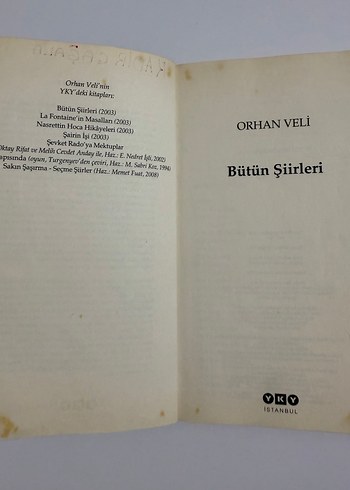 Orhan Veli'nin
YKY'deki kitapları:
Bütün Şiirleri (2003)
La Fontaine'in Masalları (2003)
Nasrettin Hoca Hikâyeleri (2003)
Şairin İşi (2003)
Şevket Rado'ya Mektuplar
Oktay Rifat ve Melih Cevdet Anday ile. Haz.: E. Nedret İşli, 2002)
apısında (oyun, Turgenyev'den çeviri, Haz.: M. Sabri Koz, 1994)
Sakın Şaşırma – Seçme Şiirler (Haz.: Memet Fuat, 2008)
ORHAN VELİ
Bütün Şiirleri
YKY
İSTANBUL